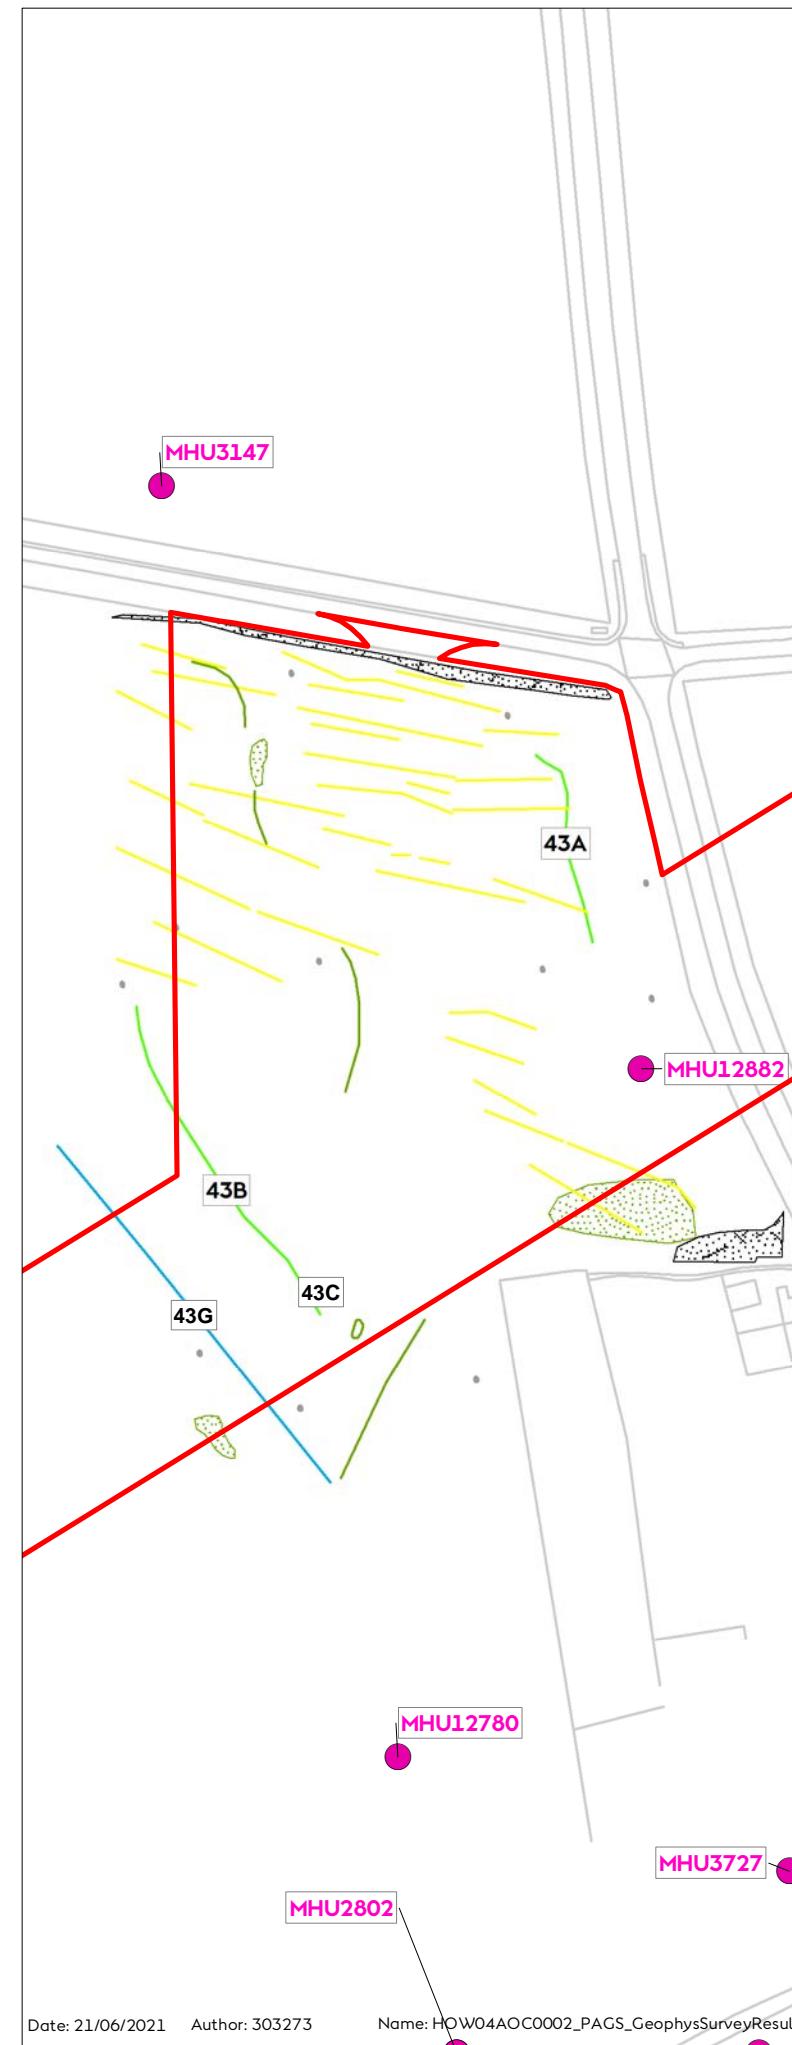 MHU3147
43A
MHU12882
43B
43C
43G
MHU12780
MHU3727
MHU2802
Date: 21/06/2021 Author: 303273 Name: HOW04AOC0002_PAGS_GeophysSurveyResul